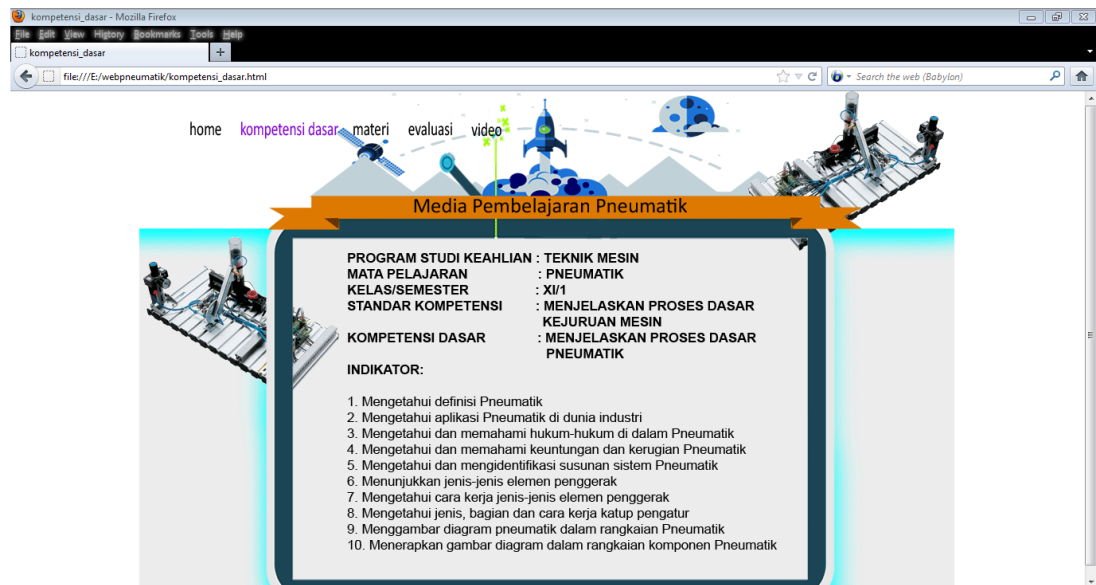 kompetensi_dasar - Mozilla Firefox
File Edit View History Bookmarks Tools Help
kompetensi_dasar
file:///E:/webpneumatik/kompetensi_dasar.html
Search the web (Babylon)
home kompetensi dasar materi evaluasi video
Media Pembelajaran Pneumatik
PROGRAM STUDI KEAHLIAN : TEKNIK MESIN
MATA PELAJARAN : PNEUMATIK
KELAS/SEMESTER : XI/1
STANDAR KOMPETENSI : MENJELASKAN PROSES DASAR
KEJURUAN MESIN
KOMPETENSI DASAR : MENJELASKAN PROSES DASAR
PNEUMATIK
INDIKATOR:
1. Mengetahui definisi Pneumatik
2. Mengetahui aplikasi Pneumatik di dunia industri
3. Mengetahui dan memahami hukum-hukum di dalam Pneumatik
4. Mengetahui dan memahami keuntungan dan kerugian Pneumatik
5. Mengetahui dan mengidentifikasi susunan sistem Pneumatik
6. Menunjukkan jenis-jenis elemen penggerak
7. Mengetahui cara kerja jenis-jenis elemen penggerak
8. Mengetahui jenis, bagian dan cara kerja katup pengatur
9. Menggambar diagram pneumatik dalam rangkaian Pneumatik
10. Menerapkan gambar diagram dalam rangkaian komponen Pneumatik